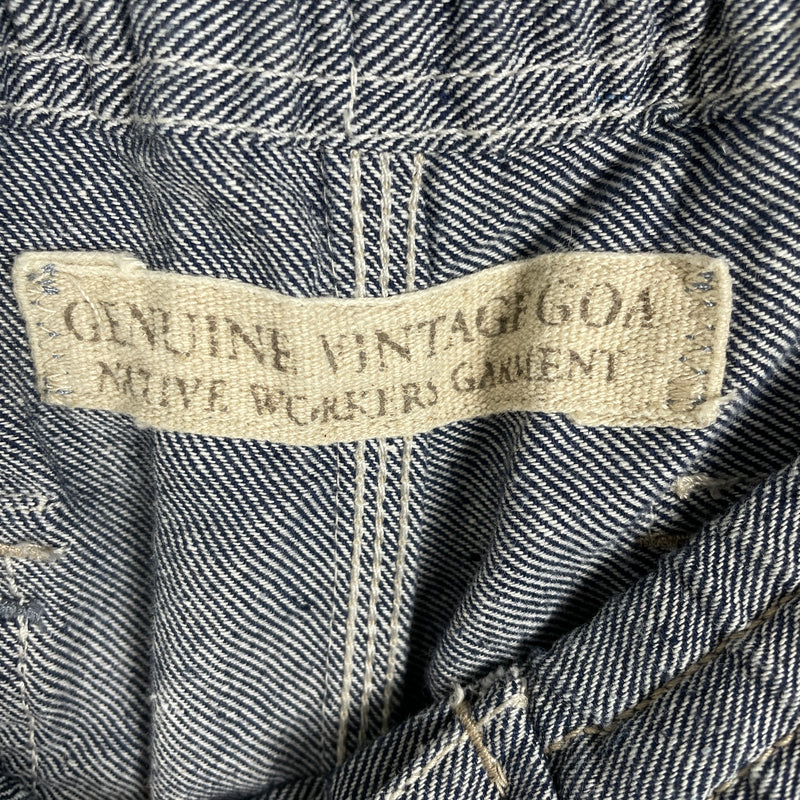 GENUINE VINTAGE GOA
NATIVE WORKERS GARMENT